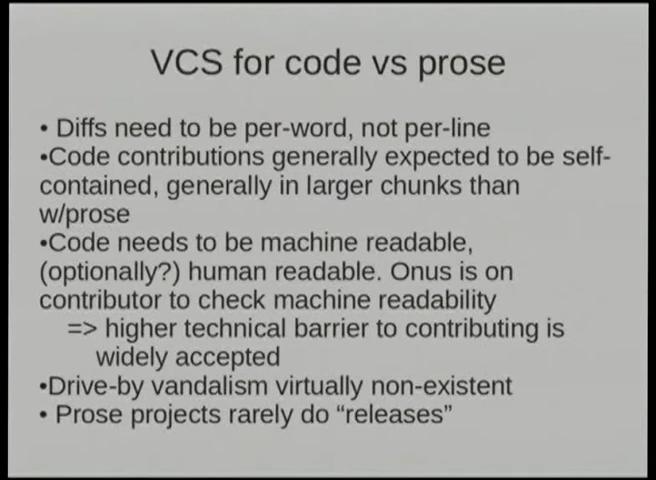 VCS for code vs prose
• Diffs need to be per-word, not per-line
•Code contributions generally expected to be self-
contained, generally in larger chunks than
w/prose
•Code needs to be machine readable,
(optionally?) human readable. Onus is on
contributor to check machine readability
=> higher technical barrier to contributing is
widely accepted
•Drive-by vandalism virtually non-existent
• Prose projects rarely do “releases”